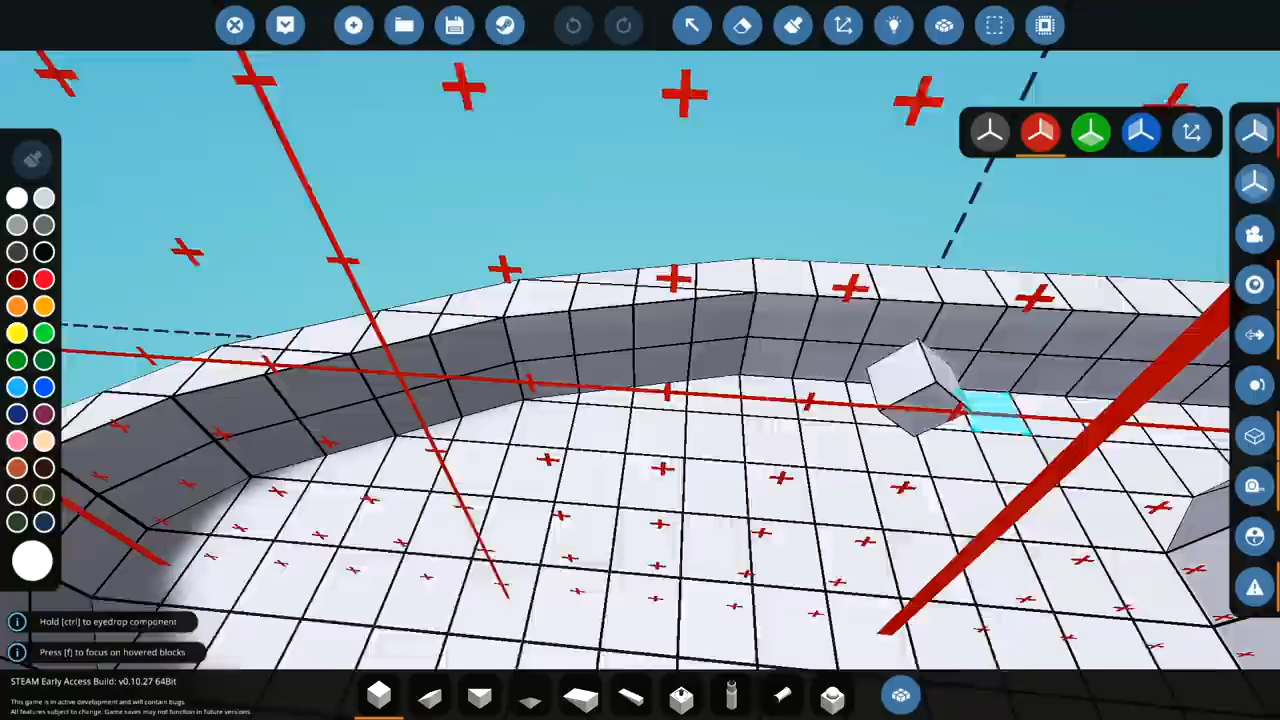 Hold [ctrl] to eyedrop component
Press [f] to focus on hovered blocks
STEAM Early Access Build: v0.10.27 64Bit
This game is in active development and will contain bugs.
All features subject to change. Game saves may not function in future versions.